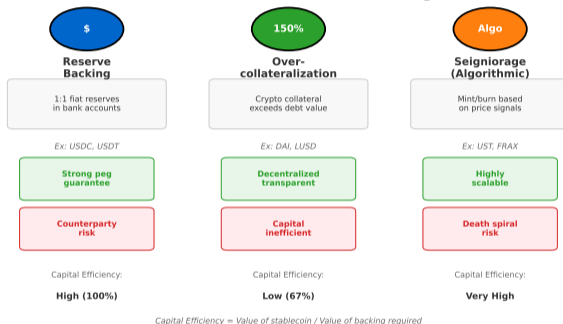 $
150%
Algo
Reserve
Backing
Over-
collateralization
Seigniorage
(Algorithmic)
1:1 fiat reserves
in bank accounts
Crypto collateral
exceeds debt value
Mint/burn based
on price signals
Ex: USDC, USDT
Ex: DAI, LUSD
Ex: UST, FRAX
Strong peg
guarantee
Decentralized
transparent
Highly
scalable
Counterparty
risk
Capital
inefficient
Death spiral
risk
Capital Efficiency:
Capital Efficiency:
Capital Efficiency:
High (100%)
Low (67%)
Very High
Capital Efficiency = Value of stablecoin / Value of backing required